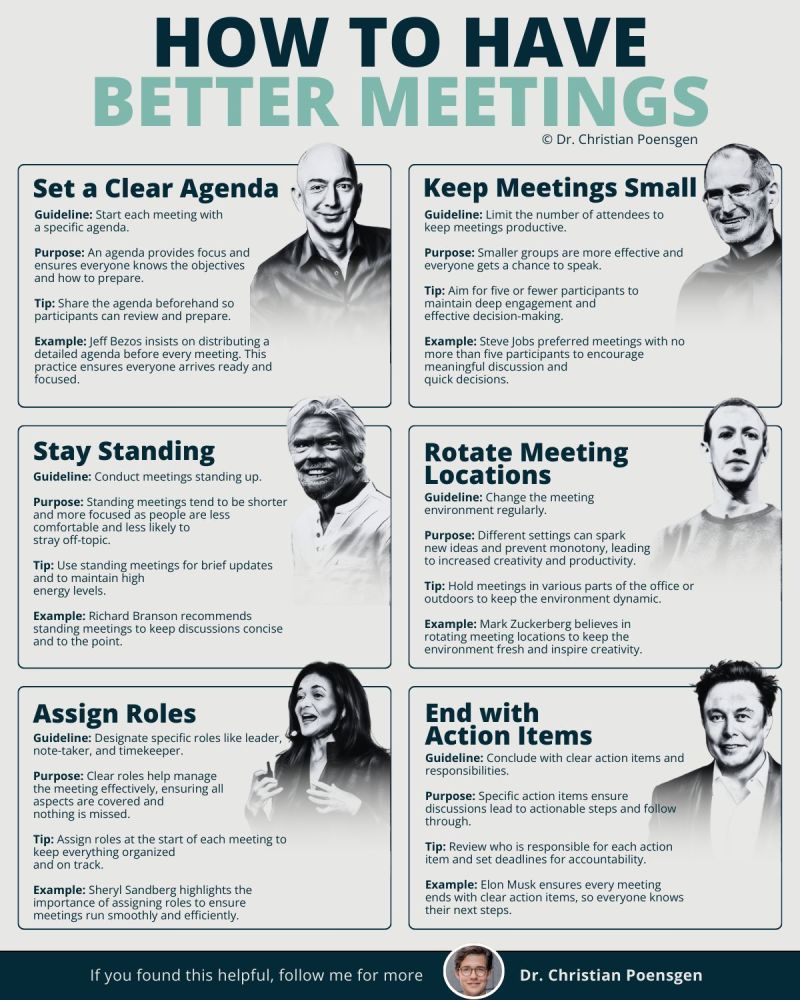 HOW TO HAVE
BETTER MEETINGS
© Dr. Christian Poensgen
Set a Clear Agenda
Guideline: Start each meeting with
a specific agenda.
Purpose: An agenda provides focus and
ensures everyone knows the objectives
and how to prepare.
Tip: Share the agenda beforehand so
participants can review and prepare.
Example: Jeff Bezos insists on distributing a
detailed agenda before every meeting. This
practice ensures everyone arrives ready and
focused.
Keep Meetings Small
Guideline: Limit the number of attendees to
keep meetings productive.
Purpose: Smaller groups are more effective and
everyone gets a chance to speak.
Tip: Aim for five or fewer participants to
maintain deep engagement and
effective decision-making.
Example: Steve Jobs preferred meetings with no
more than five participants to encourage
meaningful discussion and
quick decisions.
Stay Standing
Guideline: Conduct meetings standing up.
Purpose: Standing meetings tend to be shorter
and more focused as people are less
comfortable and less likely to
stray off-topic.
Tip: Use standing meetings for brief updates
and to maintain high
energy levels.
Example: Richard Branson recommends
standing meetings to keep discussions concise
and to the point.
Rotate Meeting
Locations
Guideline: Change the meeting
environment regularly.
Purpose: Different settings can spark
new ideas and prevent monotony, leading
to increased creativity and productivity.
Tip: Hold meetings in various parts of the office or
outdoors to keep the environment dynamic.
Example: Mark Zuckerberg believes in
rotating meeting locations to keep the
environment fresh and inspire creativity.
Assign Roles
Guideline: Designate specific roles like leader,
note-taker, and timekeeper.
Purpose: Clear roles help manage
the meeting effectively, ensuring all
aspects are covered and
nothing is missed.
Tip: Assign roles at the start of each meeting to
keep everything organized
and on track.
Example: Sheryl Sandberg highlights the
importance of assigning roles to ensure
meetings run smoothly and efficiently.
End with
Action Items
Guideline: Conclude with clear action items and
responsibilities.
Purpose: Specific action items ensure
discussions lead to actionable steps and follow
through.
Tip: Review who is responsible for each action
item and set deadlines for accountability.
Example: Elon Musk ensures every meeting
ends with clear action items, so everyone knows
their next steps.
If you found this helpful, follow me for more
Dr. Christian Poensgen